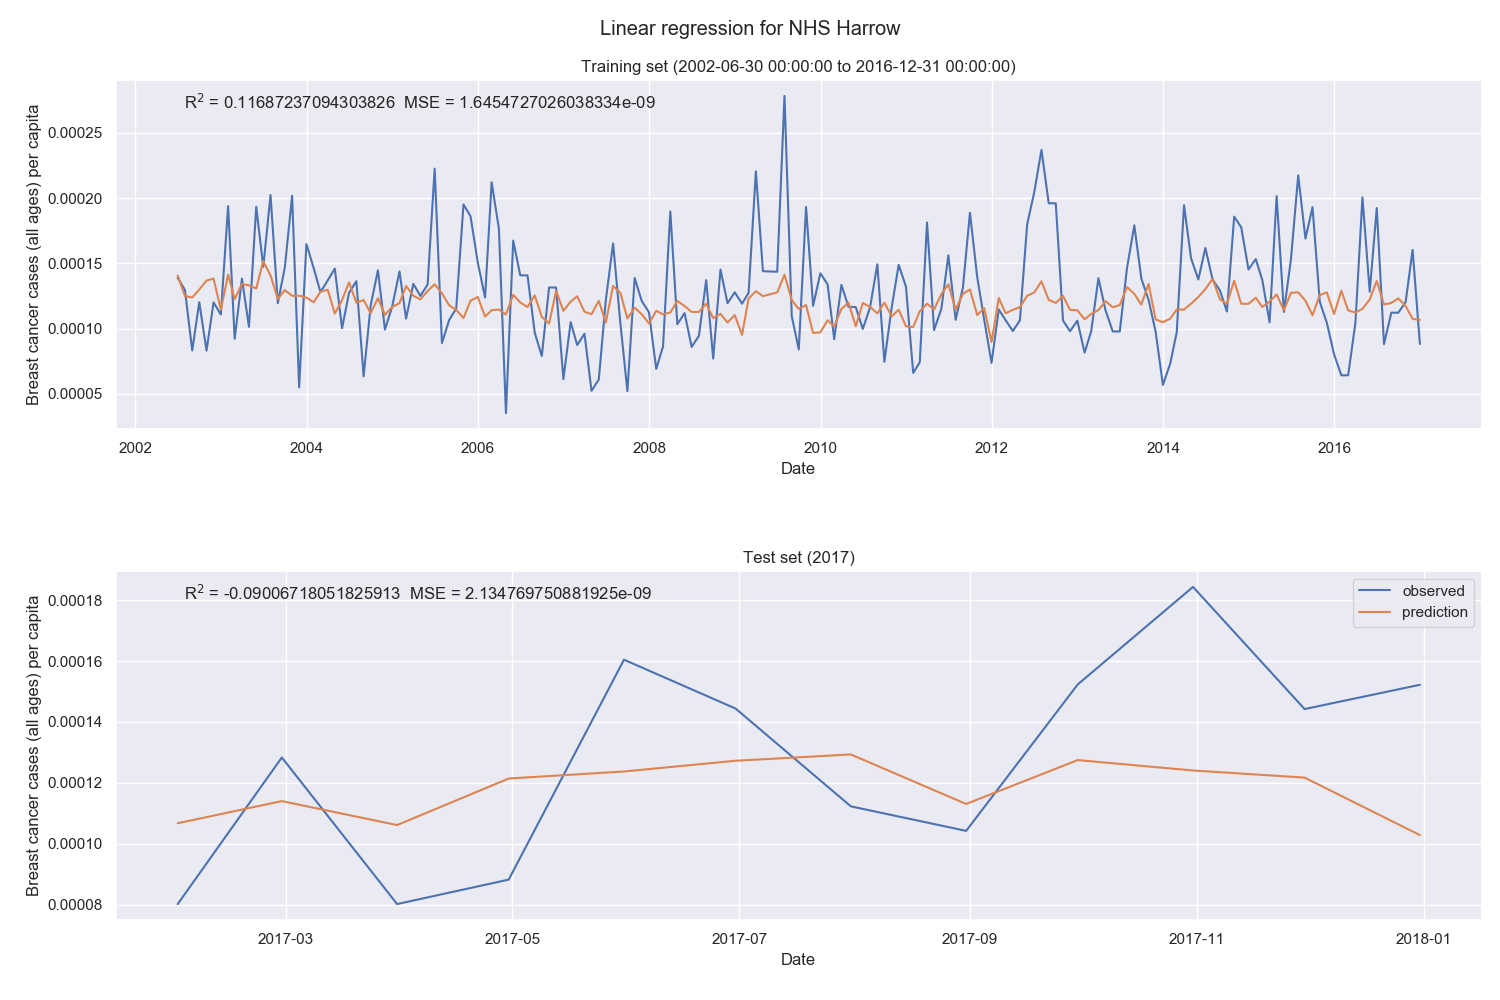 Linear regression for NHS Harrow
Training set (2002-06-30 00:00:00 to 2016-12-31 00:00:00)
R² = 0.11687237094303826 MSE = 1.6454727026038334e-09
Breast cancer cases (all ages) per capita
0.00025
0.00020
0.00015
0.00010
0.00005
2002 2004 2006 2008 2010 2012 2014 2016
Date
Test set (2017)
R² = -0.09006718051825913 MSE = 2.134769750881925e-09
observed
prediction
Breast cancer cases (all ages) per capita
0.00018
0.00016
0.00014
0.00012
0.00010
0.00008
2017-03 2017-05 2017-07 2017-09 2017-11 2018-01
Date